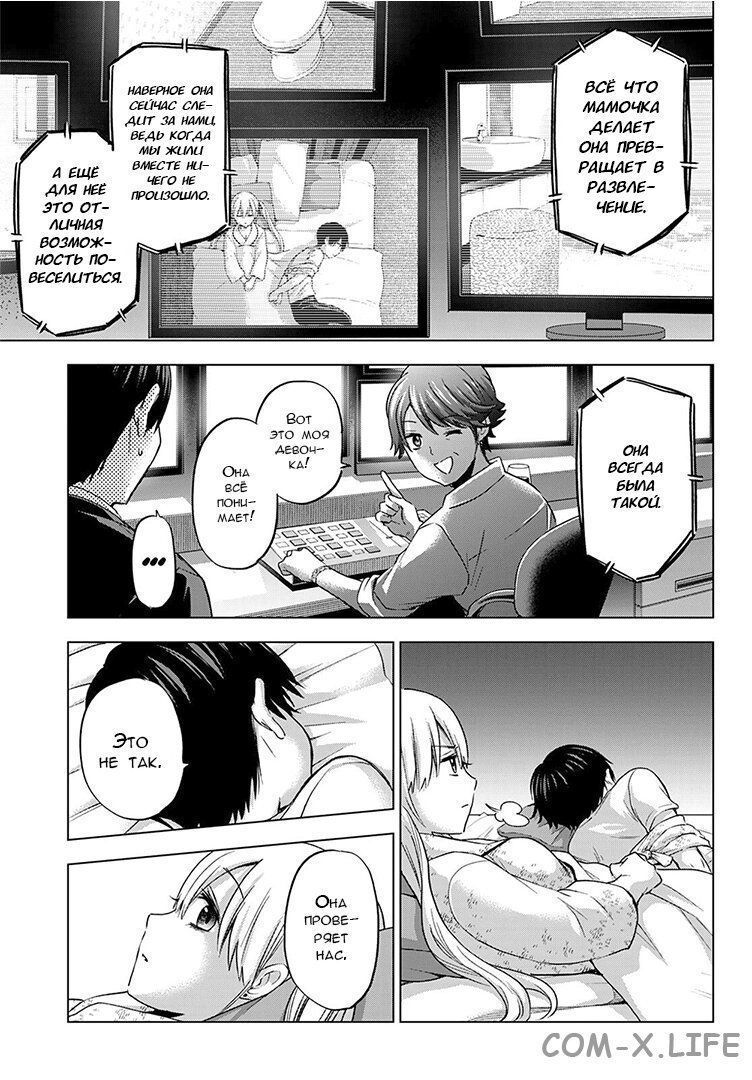 ВСЁ ЧТО
МАМОЧКА
ДЕЛАЕТ
ОНА ПРЕВ-
РАЩАЕТ В
РАЗВЛЕ-
ЧЕНИЕ.
НАВЕРНОЕ ОНА
СЕЙЧАС СЛЕ-
ДИТ ЗА НАМИ,
ВЕДЬ КОГДА
МЫ ЖИЛИ
ВМЕСТЕ НИ-
ЧЕГО НЕ
ПРОИЗОШЛО.
А ЕЩЁ
ДЛЯ НЕЁ
ЭТО ОТ-
ЛИЧНАЯ
ВОЗМОЖ-
НОСТЬ ПО-
ВЕСЕЛИТЬСЯ.
ОНА
ВСЕГДА
БЫЛА
ТАКОЙ.
Вот
это моя
девоч-
ка!
Она
всё
пони-
мает!
...
Это
не так.
Она
прове-
ряет
нас.
COM-X.LIFE